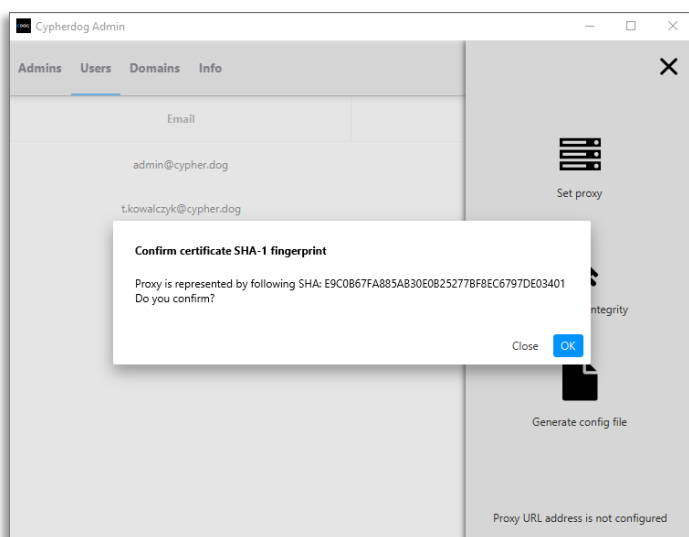 Cypherdog Admin
Admins Users Domains Info
Email
admin@cypher.dog
Set proxy
t.kowalczyk@cypher.dog
Confirm certificate SHA-1 fingerprint
Proxy is represented by following SHA: E9C0B67FA885AB30E0B25277BF8EC6797DE03401
Do you confirm?
ntegrity
Close OK
Generate config file
Proxy URL address is not configured